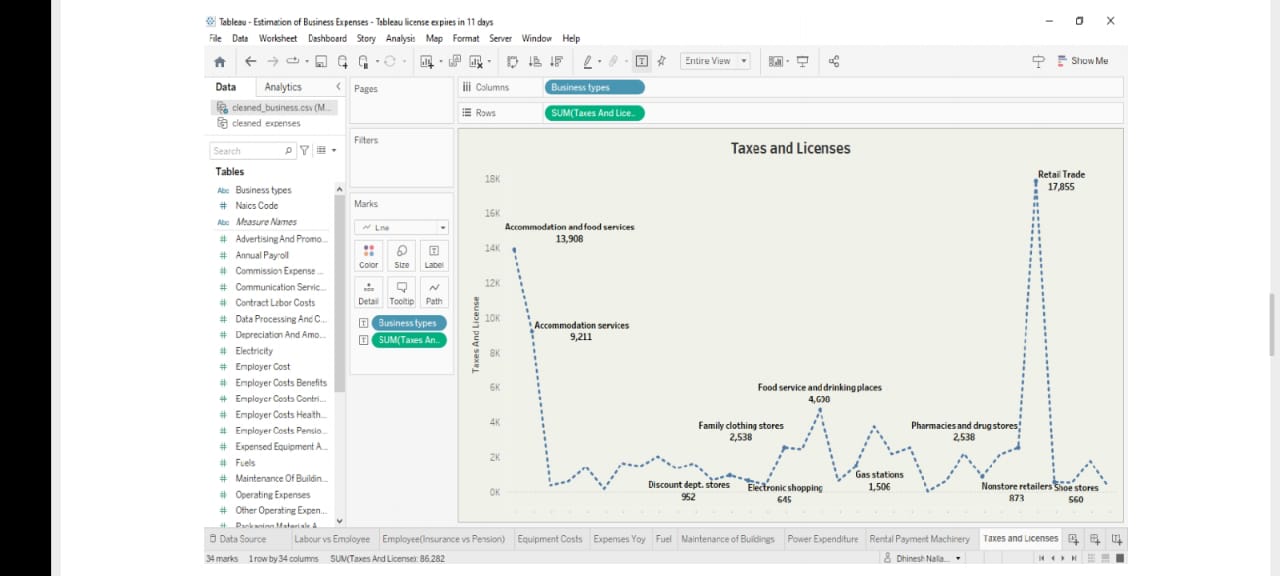 Tableau - Estimation of Business Expenses - Tableau license expires in 11 days
File Data Worksheet Dashboard Story Analysis Map Format Server Window Help
Entire View
Show Me
Data Analytics
Pages
Columns
Business types
cleaned_business.csv (M...
cleaned expenses
Rows
SUM(Taxes And Lice..
Search
Filters
Tables
Abc Business types
# Naics Code
Abc Measure Names
# Advertising And Promo...
# Annual Payroll
# Commission Expense ...
# Communication Servic...
# Contract Labor Costs
# Data Processing And C...
# Depreciation And Amo...
# Electricity
# Employer Cost
# Employer Costs Benefits
# Employer Costs Contri...
# Employer Costs Health...
# Employer Costs Pensio...
# Expensed Equipment A...
# Fuels
# Maintenance Of Buildin...
# Operating Expenses
# Other Operating Expen...
# Packaging Materials A
Marks
Line
Color Size Label
Detail Tooltip Path
Business types
SUM(Taxes An..
Taxes and Licenses
Taxes And License
18K
16K
14K
12K
10K
8K
6K
4K
2K
0K
Retail Trade
17,855
Accommodation and food services
13,908
Accommodation services
9,211
Food service and drinking places
Family clothing stores
2,538
Pharmacies and drug stores
2,538
Discount dept. stores
952
Electronic shopping
645
Gas stations
1,506
Nonstore retailers
873
Shoe stores
560
Data Source Labour vs Employee Employee(Insurance vs Pension) Equipment Costs Expenses Yoy Fuel Maintenance of Buildings Power Expenditure Rental Payment Machinery Taxes and Licenses
34 marks 1 row by 34 columns SUM(Taxes And License): 86,282
Dhinesh Nalla...